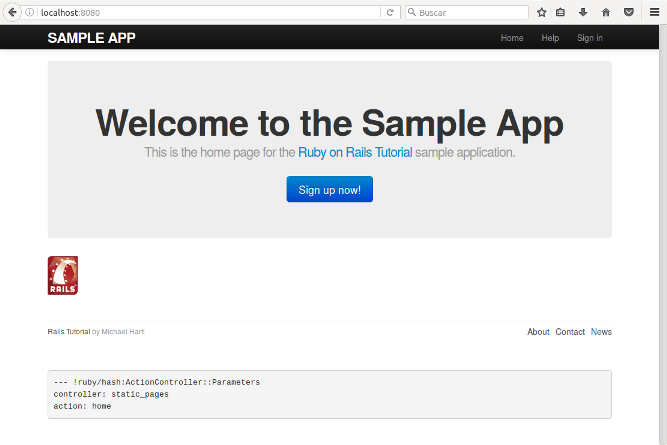 localhost:8080
Buscar
SAMPLE APP
Home Help Sign in
Welcome to the Sample App
This is the home page for the Ruby on Rails Tutorial sample application.
Sign up now!
RAILS
Rails Tutorial by Michael Hartl
About Contact News
--- !ruby/hash:ActionController::Parameters
controller: static_pages
action: home